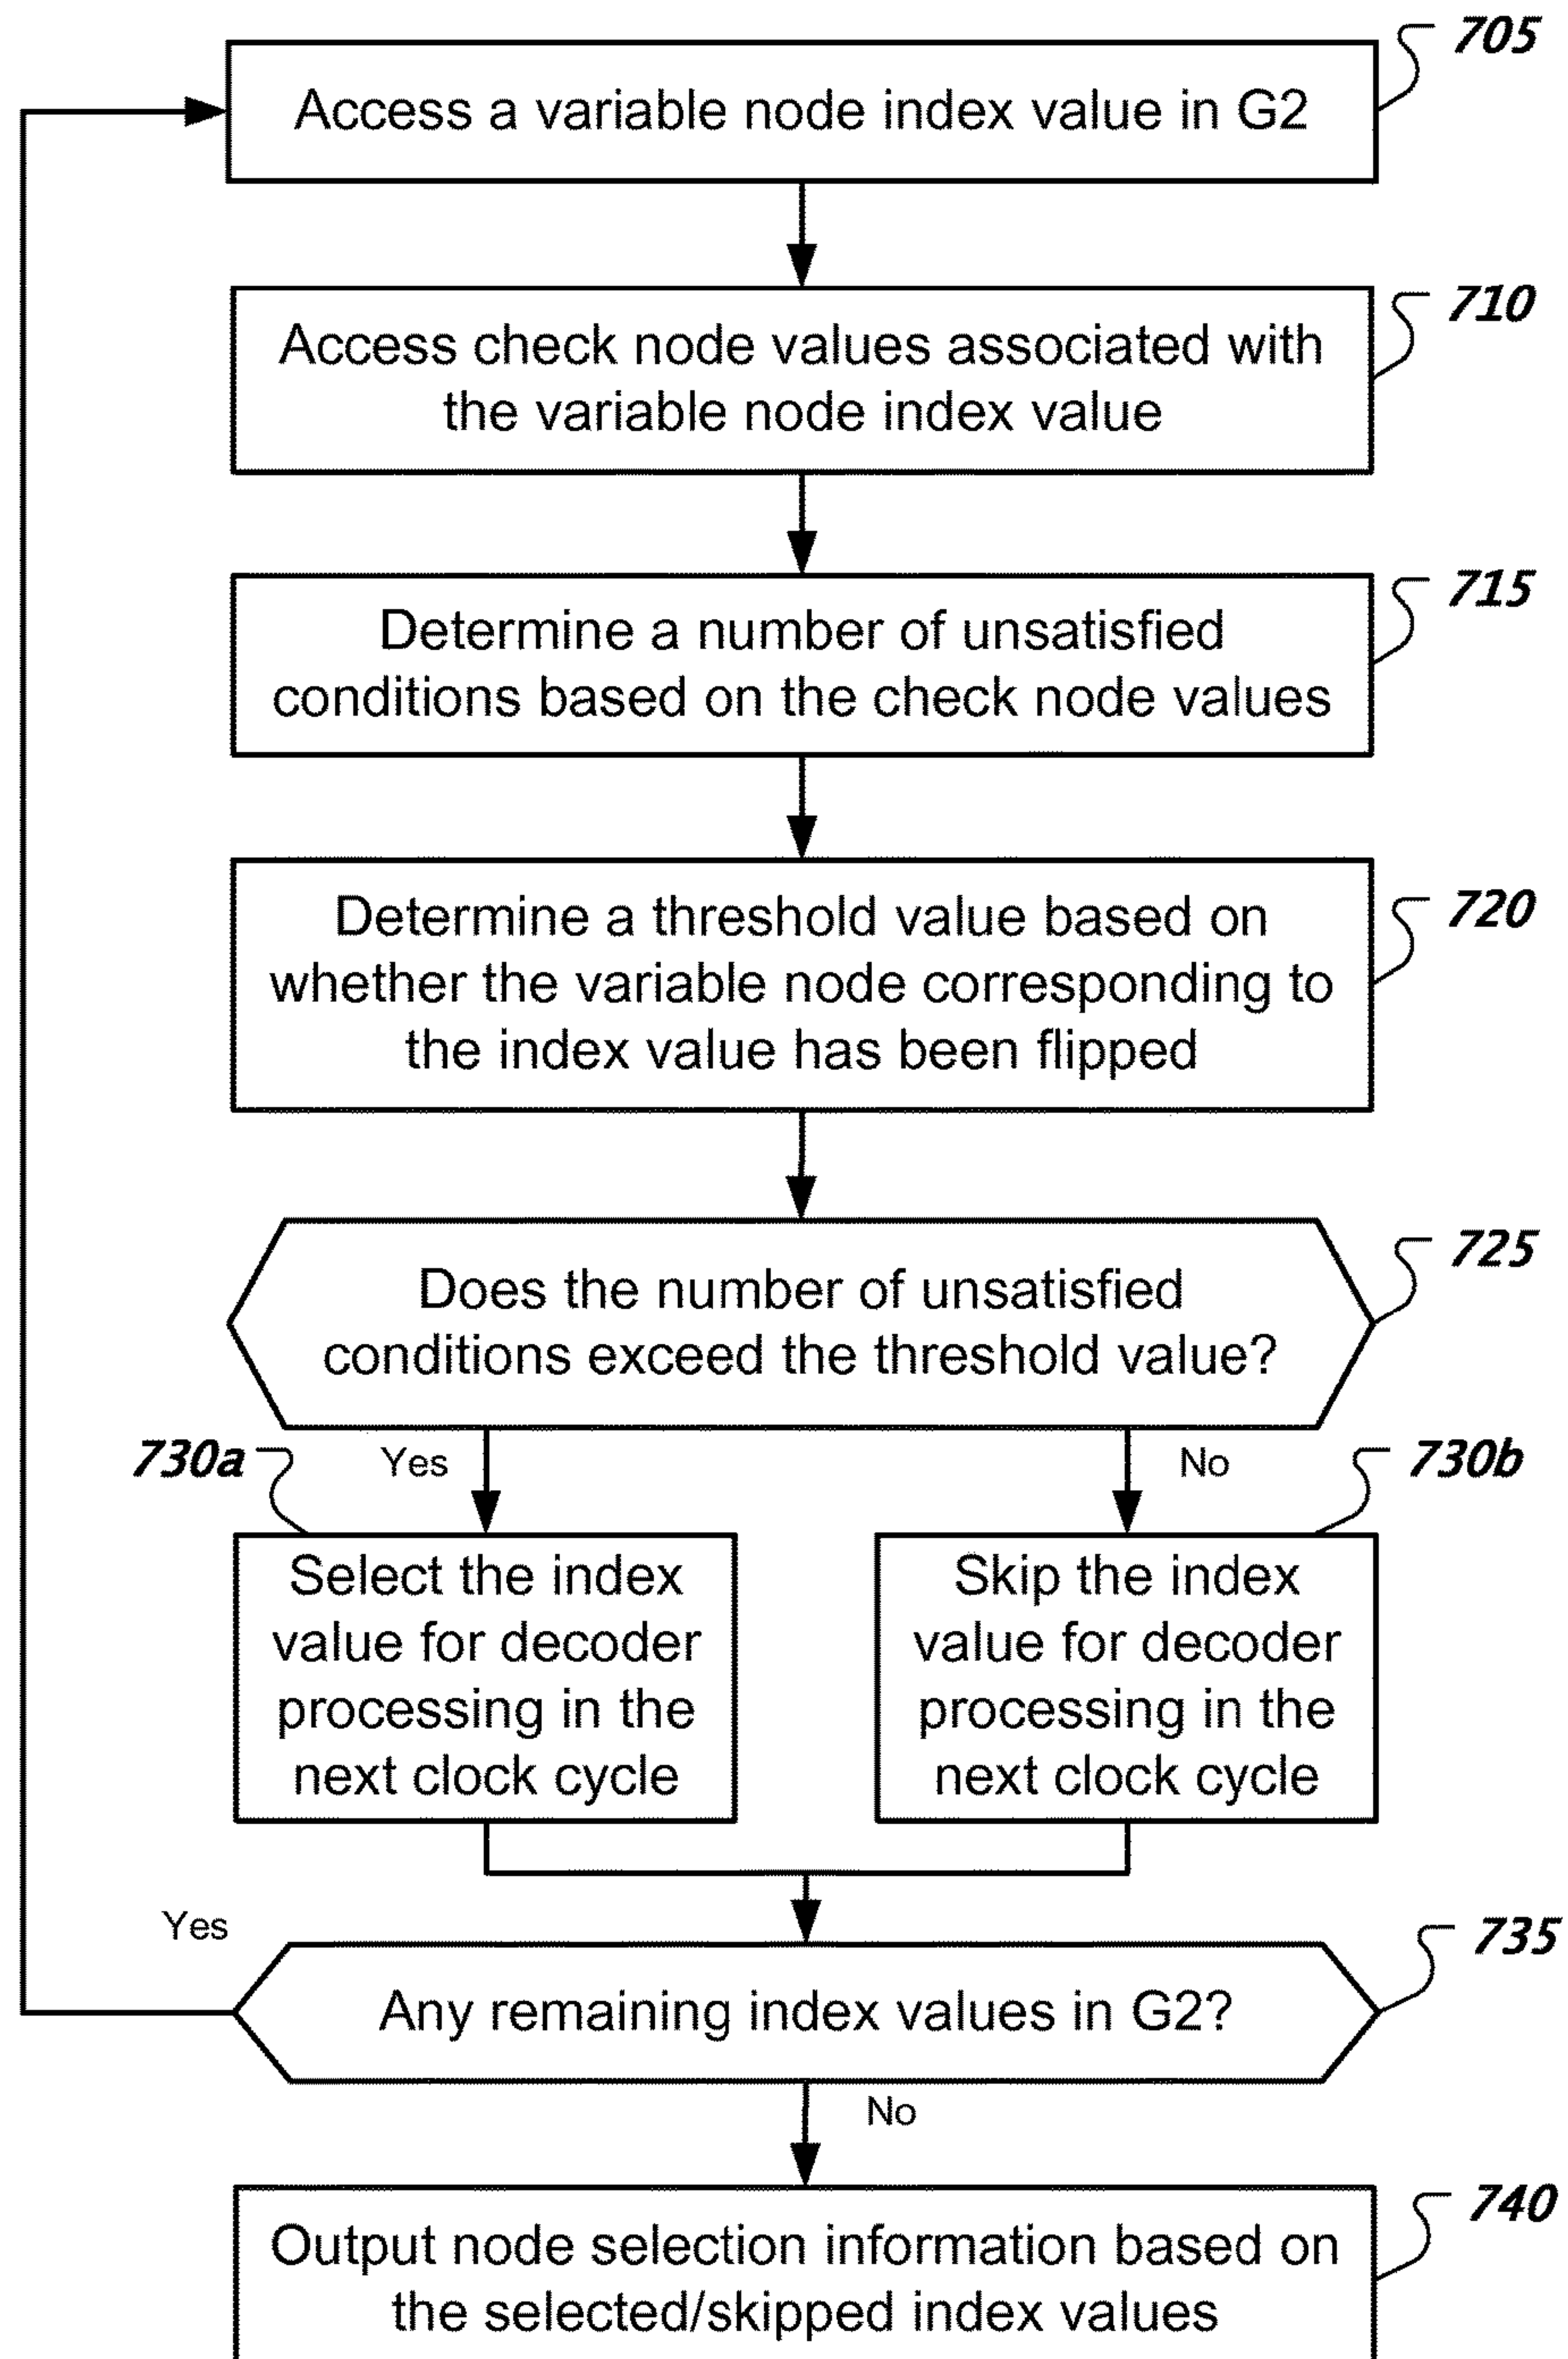 705
Access a variable node index value in G2
710
Access check node values associated with
the variable node index value
715
Determine a number of unsatisfied
conditions based on the check node values
720
Determine a threshold value based on
whether the variable node corresponding to
the index value has been flipped
725
Does the number of unsatisfied
conditions exceed the threshold value?
730a
Yes
No
730b
Select the index
value for decoder
processing in the
next clock cycle
Skip the index
value for decoder
processing in the
next clock cycle
Yes
735
Any remaining index values in G2?
No
740
Output node selection information based on
the selected/skipped index values